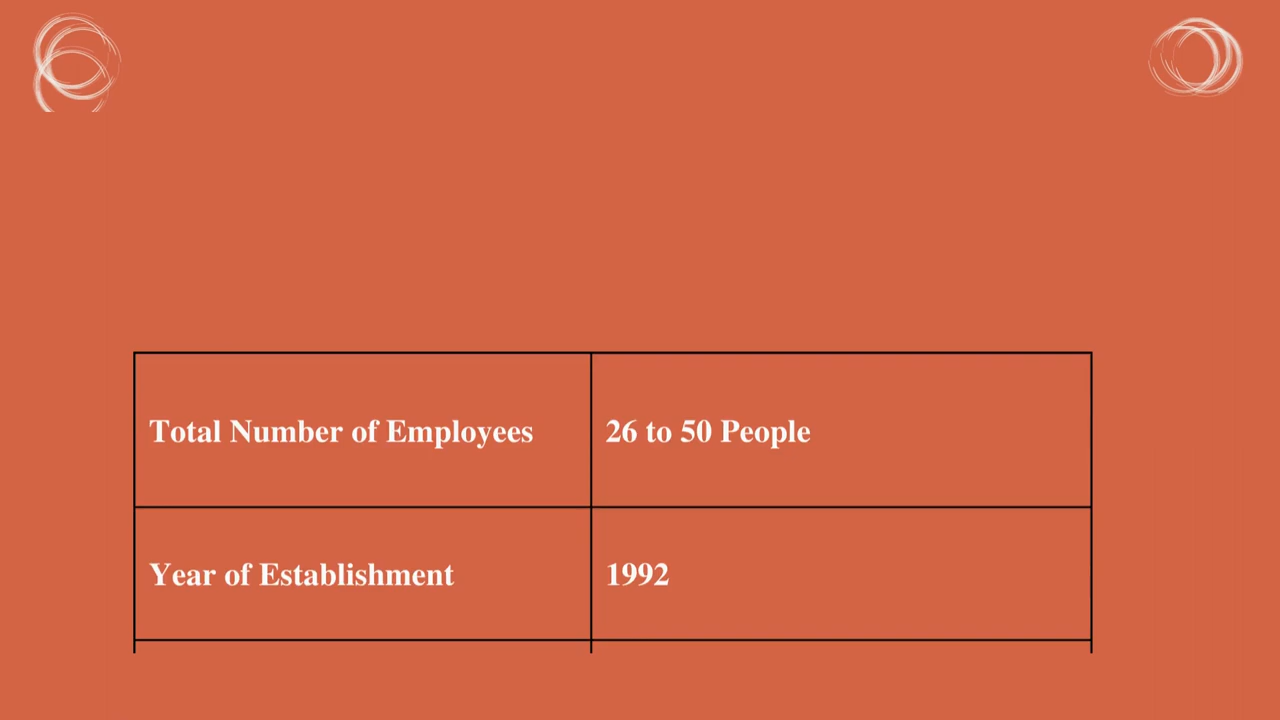 Total Number of Employees
26 to 50 People
Year of Establishment
1992